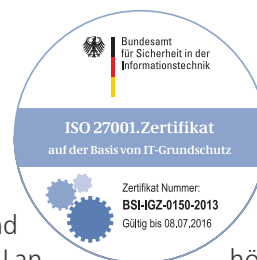 Bundesamt
für Sicherheit in der
Informationstechnik
ISO 27001.Zertifikat
auf der Basis von IT-Grundschutz
Zertifikat Nummer:
BSI-IGZ-0150-2013
Gültig bis 08.07.2016